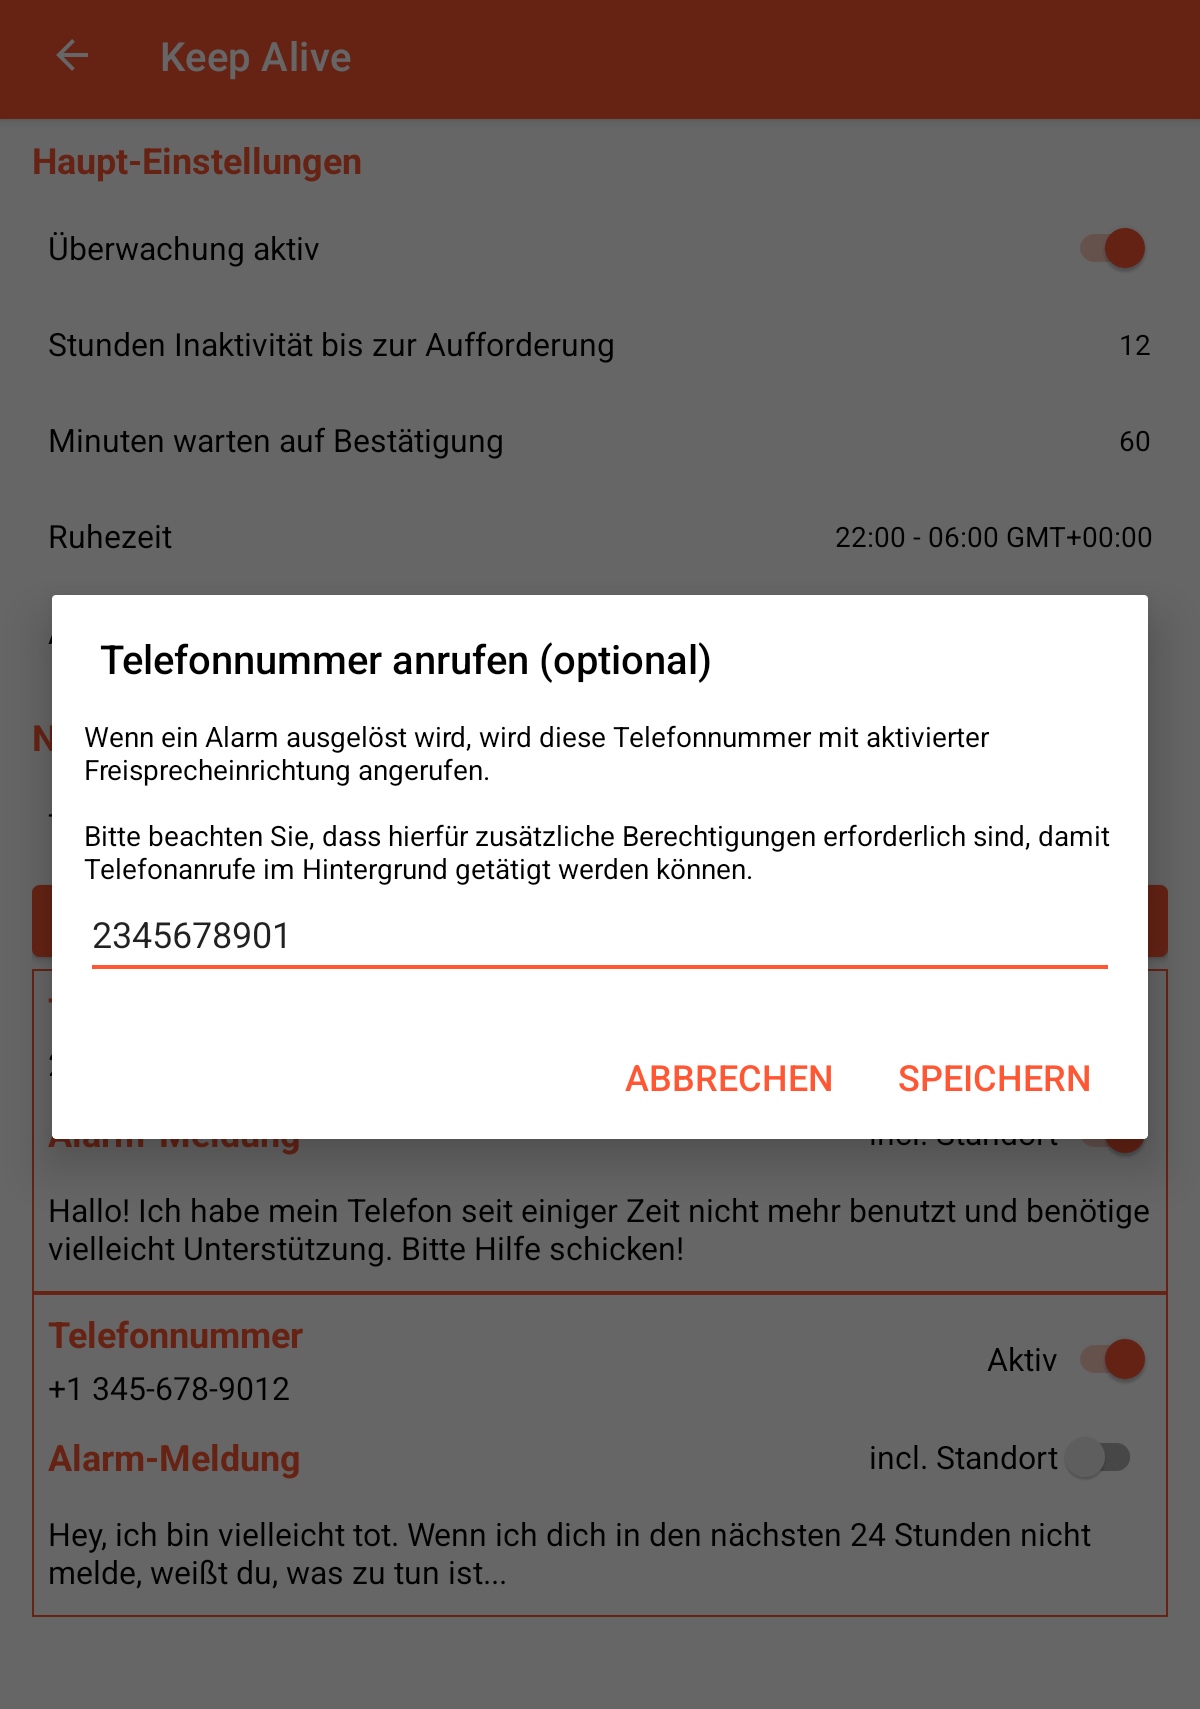 Keep Alive
Haupt-Einstellungen
Überwachung aktiv
Stunden Inaktivität bis zur Aufforderung 12
Minuten warten auf Bestätigung 60
Ruhezeit 22:00 - 06:00 GMT+00:00
Telefonnummer anrufen (optional)
Wenn ein Alarm ausgelöst wird, wird diese Telefonnummer mit aktivierter
Freisprecheinrichtung angerufen.
Bitte beachten Sie, dass hierfür zusätzliche Berechtigungen erforderlich sind, damit
Telefonanrufe im Hintergrund getätigt werden können.
2345678901
ABBRECHEN SPEICHERN
Alarm-Meldung incl. Standort
Hallo! Ich habe mein Telefon seit einiger Zeit nicht mehr benutzt und benötige
vielleicht Unterstützung. Bitte Hilfe schicken!
Telefonnummer
Aktiv
+1 345-678-9012
Alarm-Meldung incl. Standort
Hey, ich bin vielleicht tot. Wenn ich dich in den nächsten 24 Stunden nicht
melde, weißt du, was zu tun ist...